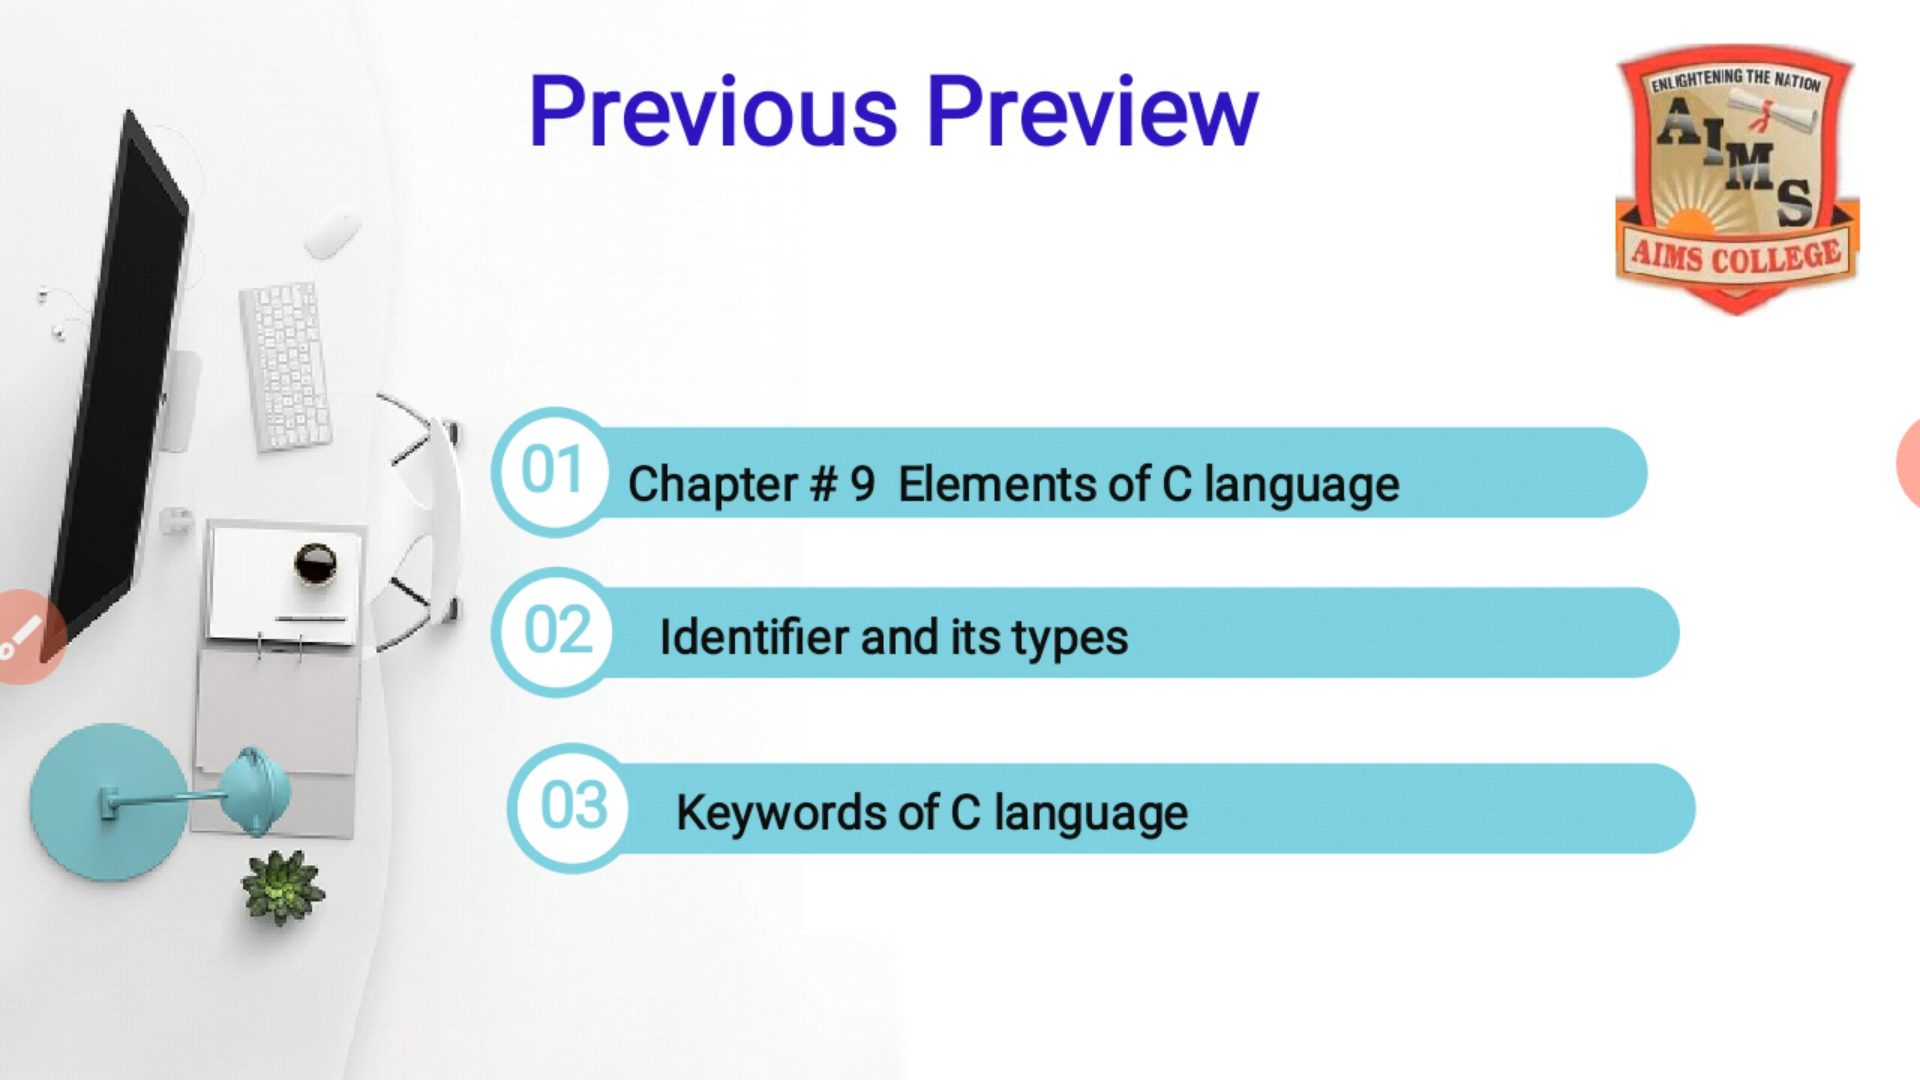 Previous Preview
ENLIGHTENING THE NATION
AIMS
AIMS COLLEGE
01 Chapter # 9 Elements of C language
02 Identifier and its types
03 Keywords of C language